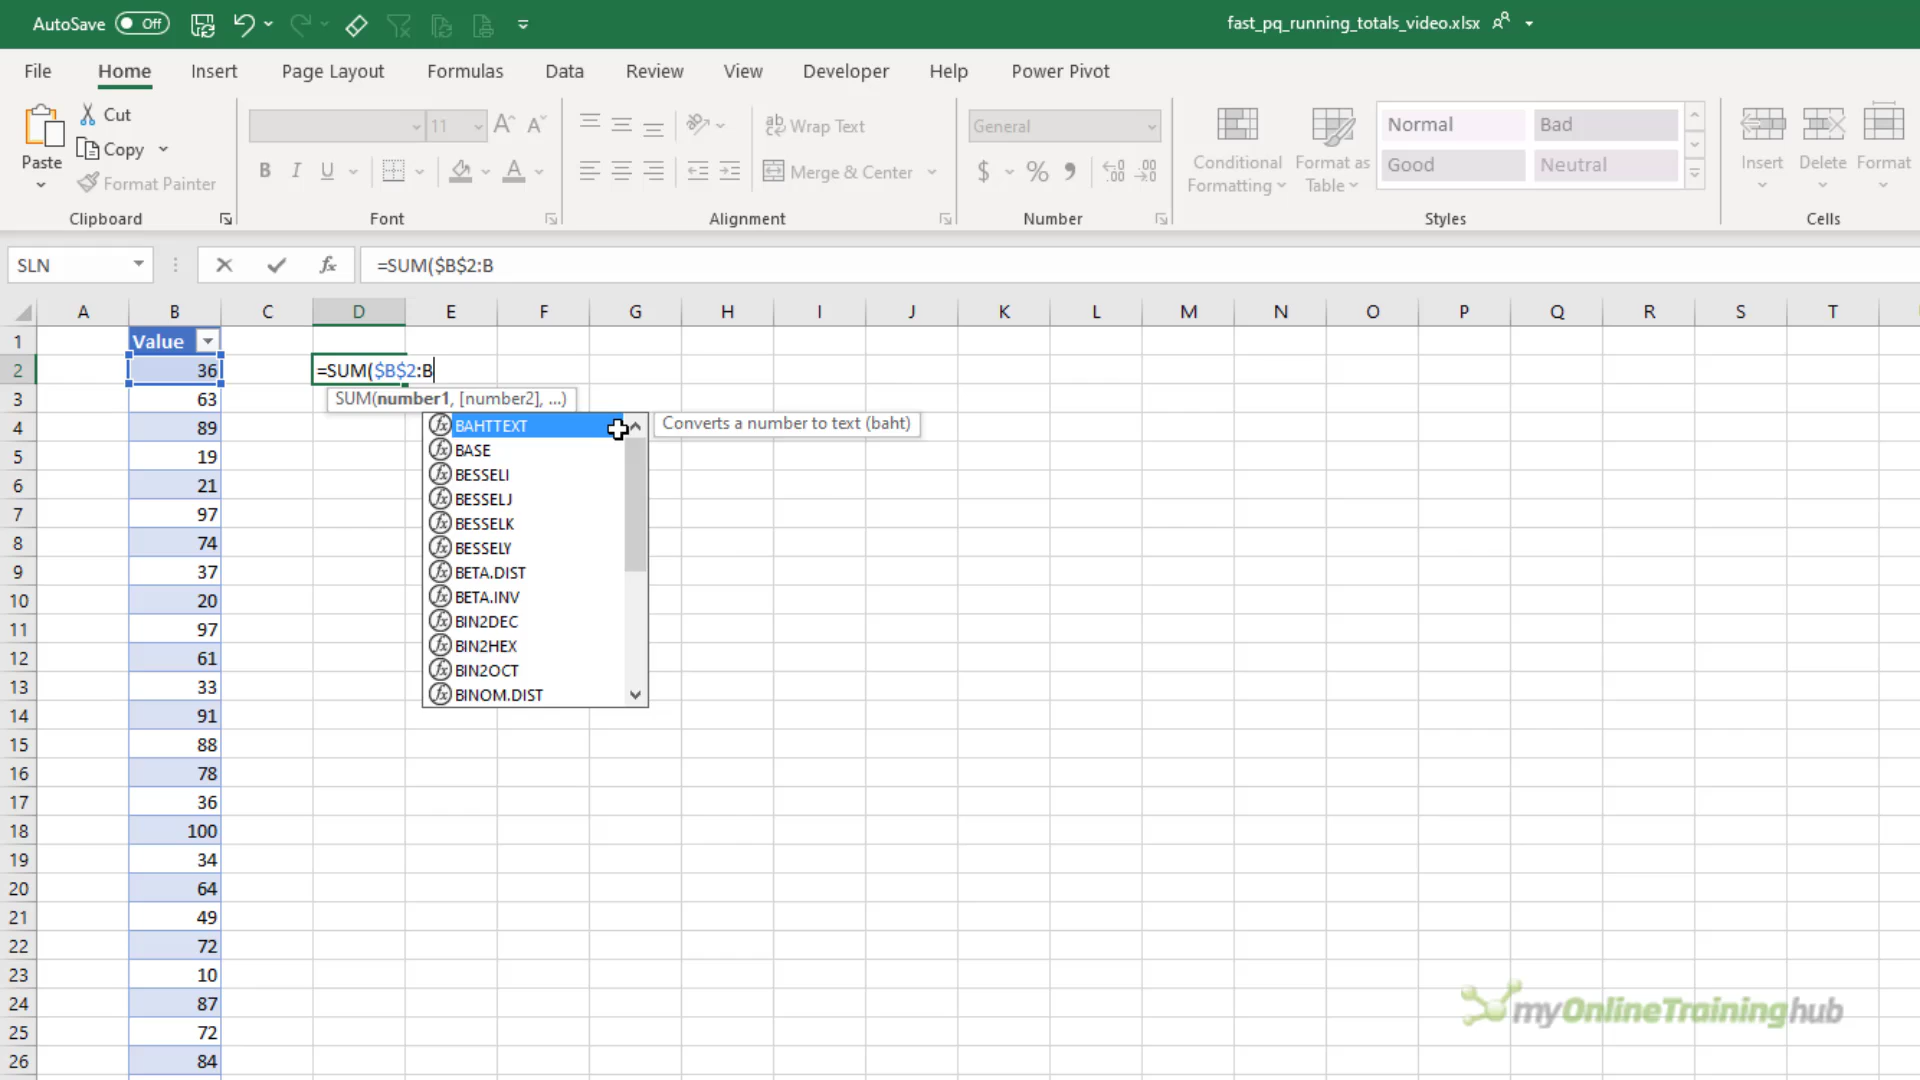 AutoSave Off
fast_pq_running_totals_video.xlsx
File Home Insert Page Layout Formulas Data Review View Developer Help Power Pivot
Paste
Cut
Copy
Format Painter
Clipboard
11
A A
B I U
A
Font
ab Wrap Text
Merge & Center
Alignment
General
$ % 9
Number
Conditional Formatting
Format as Table
Normal Bad
Good Neutral
Styles
Insert Delete Format
Cells
SLN
fx
=SUM($B$2:B
A B C D E F G H I J K L M N O P Q R S T
1 Value
2 36 =SUM($B$2:B
SUM(number1, [number2], ...)
3 63
4 89
5 19
6 21
7 97
8 74
9 37
10 20
11 97
12 61
13 33
14 91
15 88
16 78
17 36
18 100
19 34
20 64
21 49
22 72
23 10
24 87
25 72
26 84
BAHTTEXT
Converts a number to text (baht)
BASE
BESSELI
BESSELJ
BESSELK
BESSELY
BETA.DIST
BETA.INV
BIN2DEC
BIN2HEX
BIN2OCT
BINOM.DIST
myOnlineTraininghub